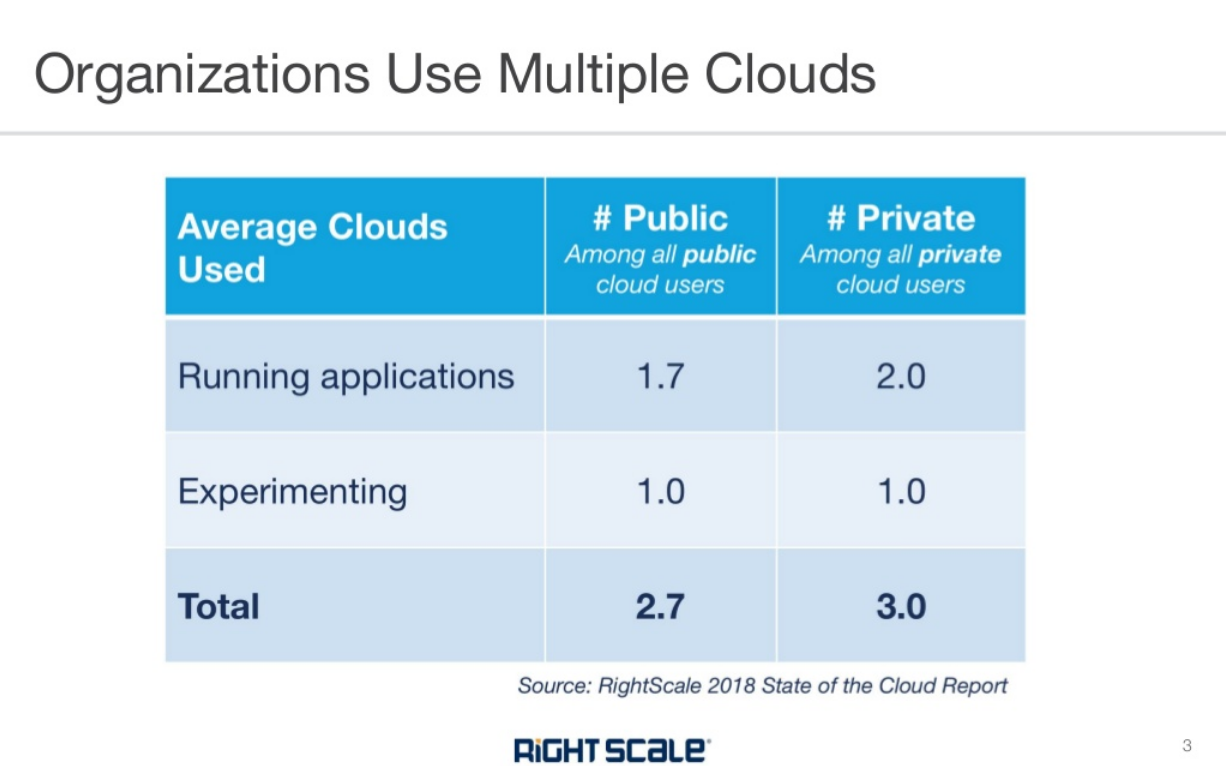 Organizations Use Multiple Clouds
Average Clouds
Used
# Public
Among all public
cloud users
# Private
Among all private
cloud users
Running applications 1.7 2.0
Experimenting 1.0 1.0
Total 2.7 3.0
Source: RightScale 2018 State of the Cloud Report
RIGHTSCALE®
3